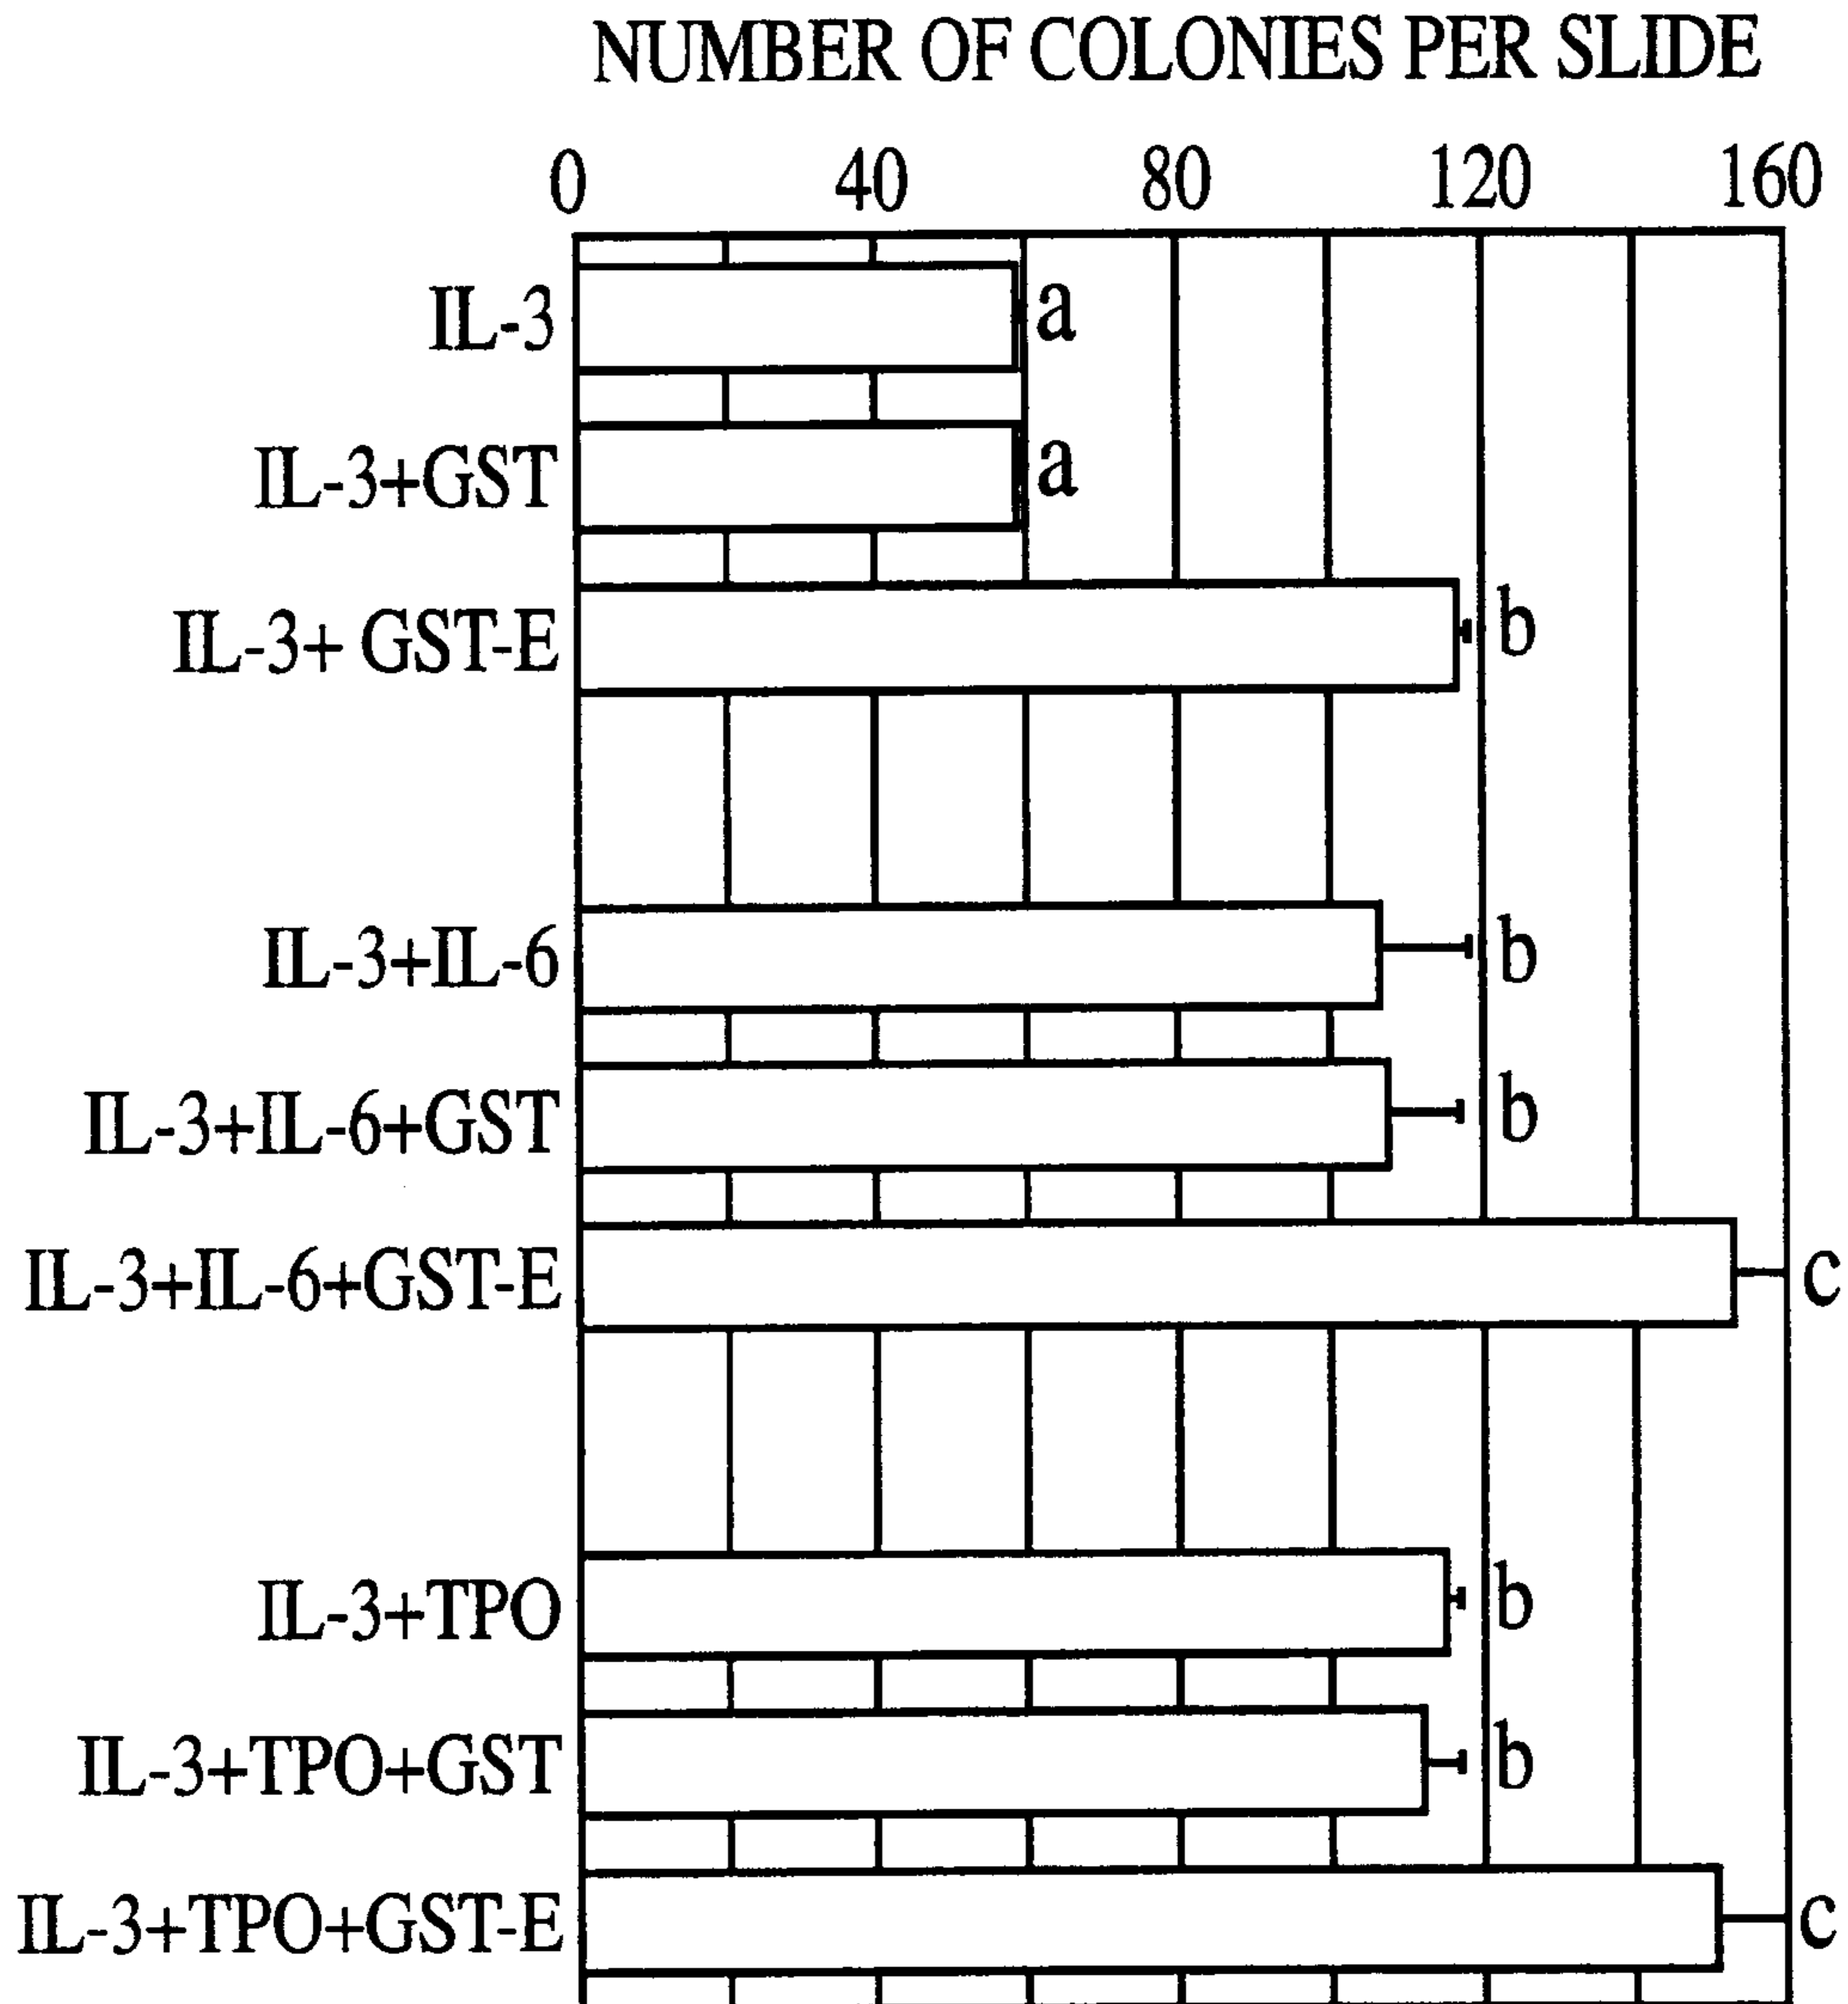 NUMBER OF COLONIES PER SLIDE
0 40 80 120 160
IL-3 a
IL-3+GST a
IL-3+ GST-E b
IL-3+IL-6 b
IL-3+IL-6+GST b
IL-3+IL-6+GST-E c
IL-3+TPO b
IL-3+TPO+GST b
IL-3+TPO+GST-E c